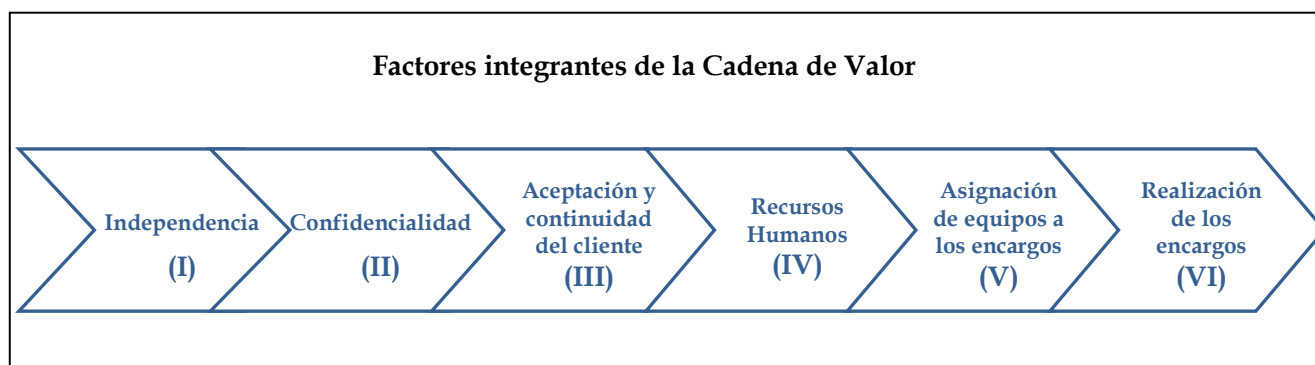 Factores integrantes de la Cadena de Valor
Independencia
(I)
Confidencialidad
(II)
Aceptación y
continuidad
del cliente
(III)
Recursos
Humanos
(IV)
Asignación
de equipos a
los encargos
(V)
Realización
de los
encargos
(VI)